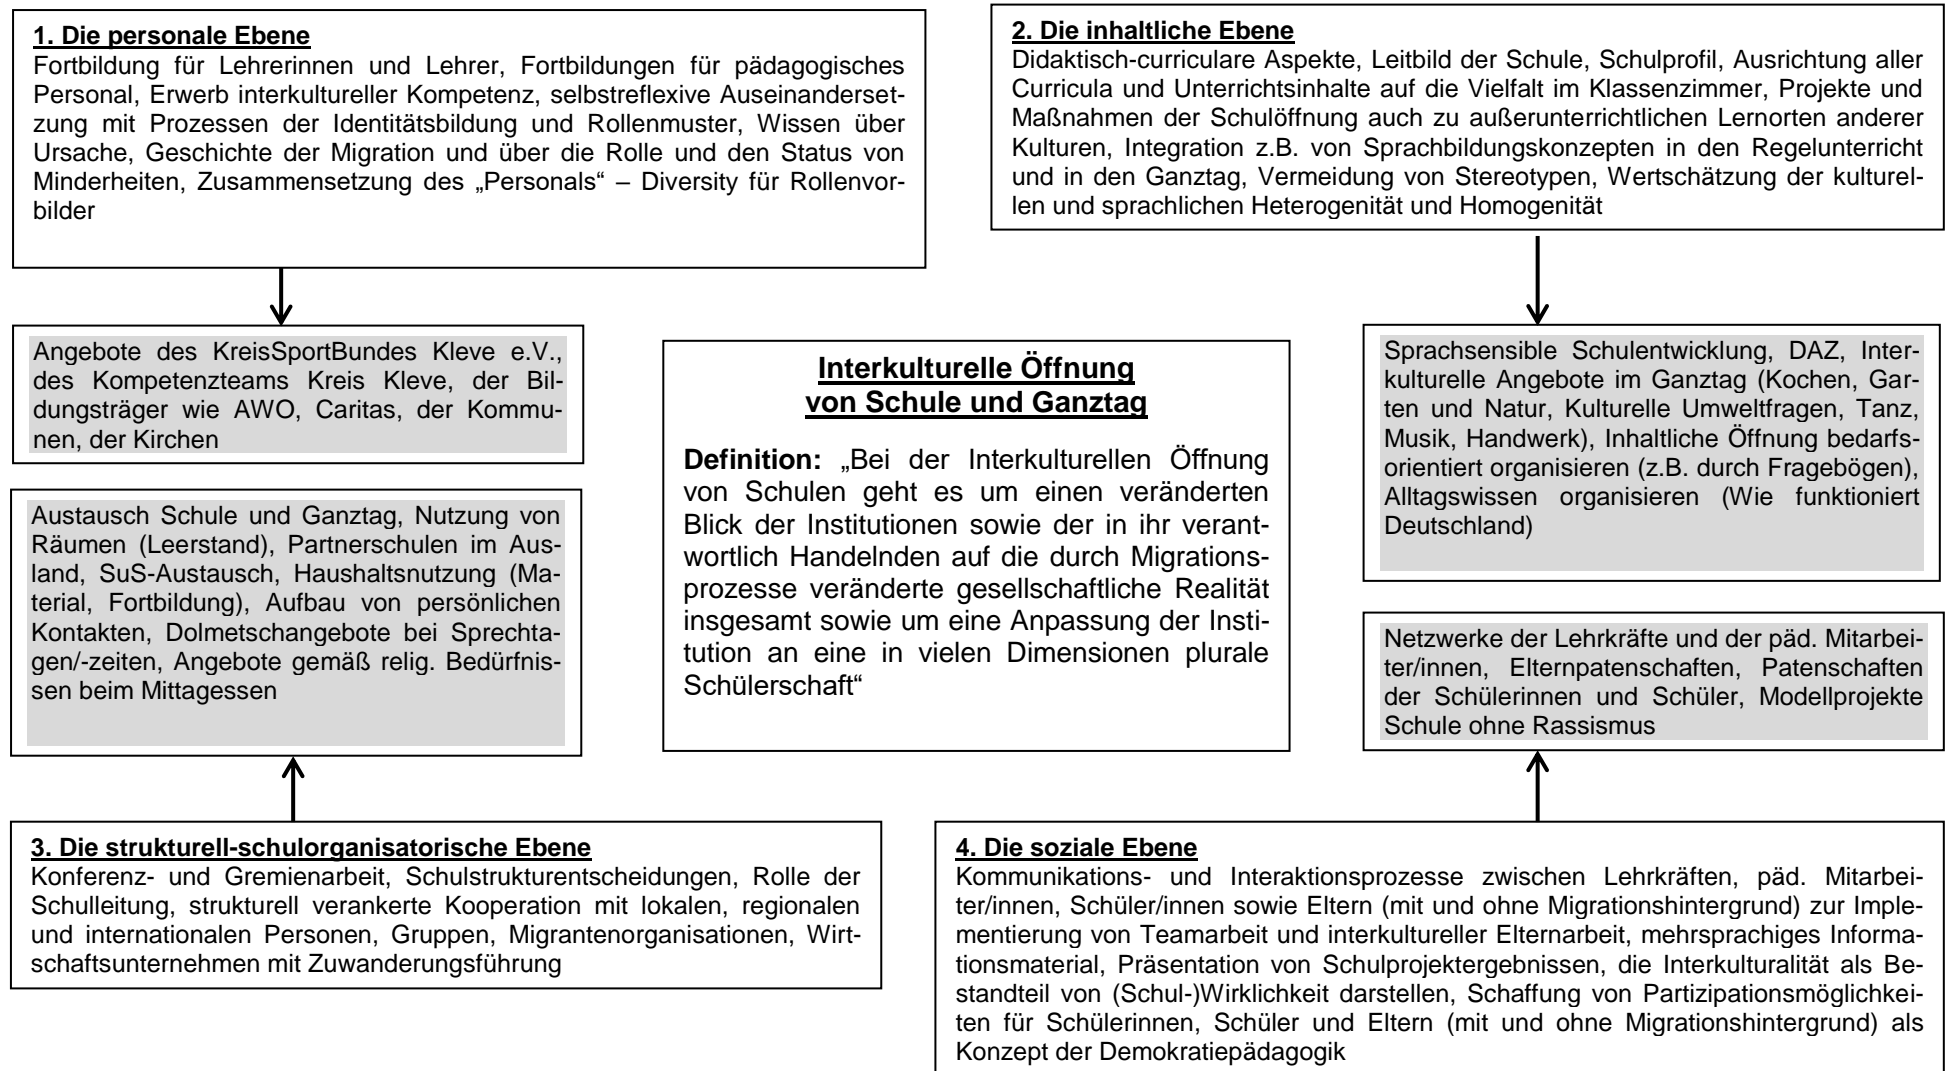 1. Die personale Ebene
Fortbildung für Lehrerinnen und Lehrer, Fortbildungen für pädagogisches
Personal, Erwerb interkultureller Kompetenz, selbstreflexive Auseinanderset-
zung mit Prozessen der Identitätsbildung und Rollenmuster, Wissen über
Ursache, Geschichte der Migration und über die Rolle und den Status von
Minderheiten, Zusammensetzung des „Personals“ – Diversity für Rollenvor-
bilder
2. Die inhaltliche Ebene
Didaktisch-curriculare Aspekte, Leitbild der Schule, Schulprofil, Ausrichtung aller
Curricula und Unterrichtsinhalte auf die Vielfalt im Klassenzimmer, Projekte und
Maßnahmen der Schulöffnung auch zu außerunterrichtlichen Lernorten anderer
Kulturen, Integration z.B. von Sprachbildungskonzepten in den Regelunterricht
und in den Ganztag, Vermeidung von Stereotypen, Wertschätzung der kulturel-
len und sprachlichen Heterogenität und Homogenität
Angebote des KreisSportBundes Kleve e.V.,
des Kompetenzteams Kreis Kleve, der Bil-
dungsträger wie AWO, Caritas, der Kommu-
nen, der Kirchen
Interkulturelle Öffnung
von Schule und Ganztag
Definition: „Bei der Interkulturellen Öffnung
von Schulen geht es um einen veränderten
Blick der Institutionen sowie der in ihr verant-
wortlich Handelnden auf die durch Migrations-
prozesse veränderte gesellschaftliche Realität
insgesamt sowie um eine Anpassung der Insti-
tution an eine in vielen Dimensionen plurale
Schülerschaft“
Sprachsensible Schulentwicklung, DAZ, Inter-
kulturelle Angebote im Ganztag (Kochen, Gar-
ten und Natur, Kulturelle Umweltfragen, Tanz,
Musik, Handwerk), Inhaltliche Öffnung bedarfs-
orientiert organisieren (z.B. durch Fragebögen),
Alltagswissen organisieren (Wie funktioniert
Deutschland)
Austausch Schule und Ganztag, Nutzung von
Räumen (Leerstand), Partnerschulen im Aus-
land, SuS-Austausch, Haushaltsnutzung (Ma-
terial, Fortbildung), Aufbau von persönlichen
Kontakten, Dolmetschangebote bei Sprechta-
gen/-zeiten, Angebote gemäß relig. Bedürfnis-
sen beim Mittagessen
Netzwerke der Lehrkräfte und der päd. Mitarbei-
ter/innen, Elternpatenschaften, Patenschaften
der Schülerinnen und Schüler, Modellprojekte
Schule ohne Rassismus
3. Die strukturell-schulorganisatorische Ebene
Konferenz- und Gremienarbeit, Schulstrukturentscheidungen, Rolle der
Schulleitung, strukturell verankerte Kooperation mit lokalen, regionalen
und internationalen Personen, Gruppen, Migrantenorganisationen, Wirt-
schaftsunternehmen mit Zuwanderungsführung
4. Die soziale Ebene
Kommunikations- und Interaktionsprozesse zwischen Lehrkräften, päd. Mitarbei-
ter/innen, Schüler/innen sowie Eltern (mit und ohne Migrationshintergrund) zur Imple-
mentierung von Teamarbeit und interkultureller Elternarbeit, mehrsprachiges Informa-
tionsmaterial, Präsentation von Schulprojektergebnissen, die Interkulturalität als Be-
standteil von (Schul-)Wirklichkeit darstellen, Schaffung von Partizipationsmöglichkei-
ten für Schülerinnen, Schüler und Eltern (mit und ohne Migrationshintergrund) als
Konzept der Demokratiepädagogik